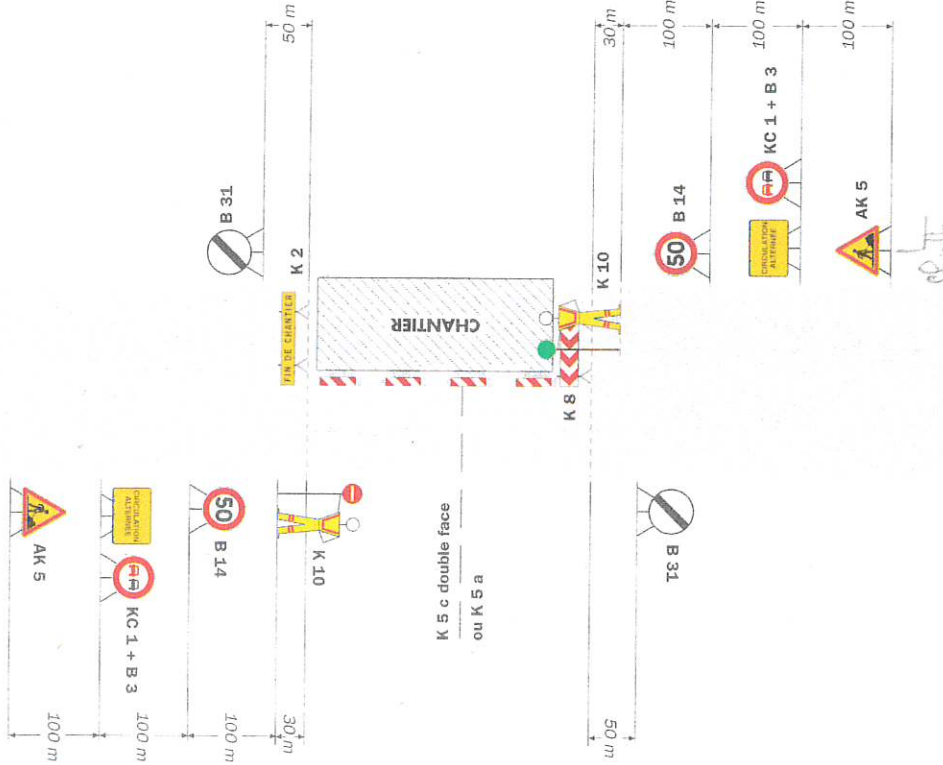 50 m
30 m
100 m
100 m
100 m
B 31
K 2
FIN DE CHANTIER
CHANTIER
K 10
K 8
B 14
50
KC 1 + B 3
CIRCULATION
ALTERNÉE
AK 5
AK 5
CIRCULATION
ALTERNÉE
KC 1 + B 3
50
B 14
K 10
K 5 c double face
ou K 5 a
B 31
100 m
100 m
100 m
30 m
50 m